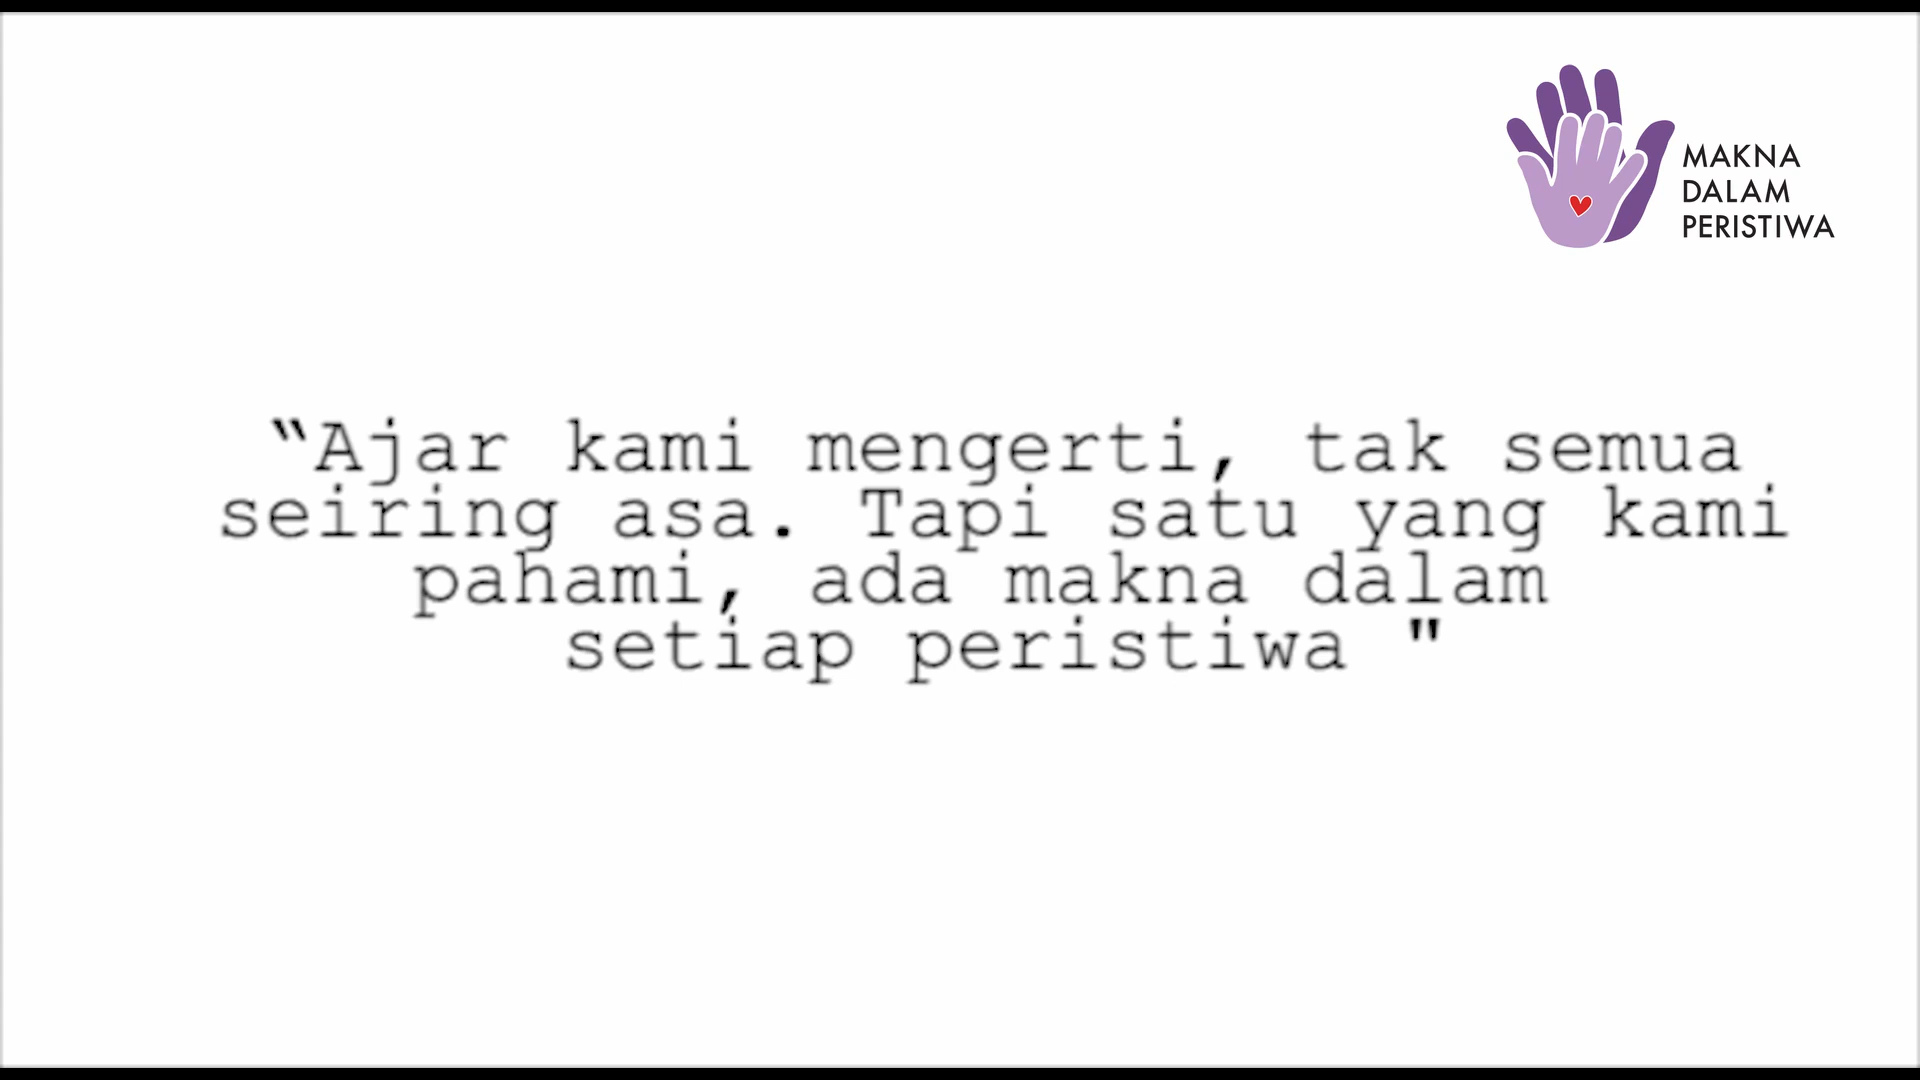 MAKNA
DALAM
PERISTIWA
“Ajar kami mengerti, tak semua
seiring asa. Tapi satu yang kami
pahami, ada makna dalam
setiap peristiwa "